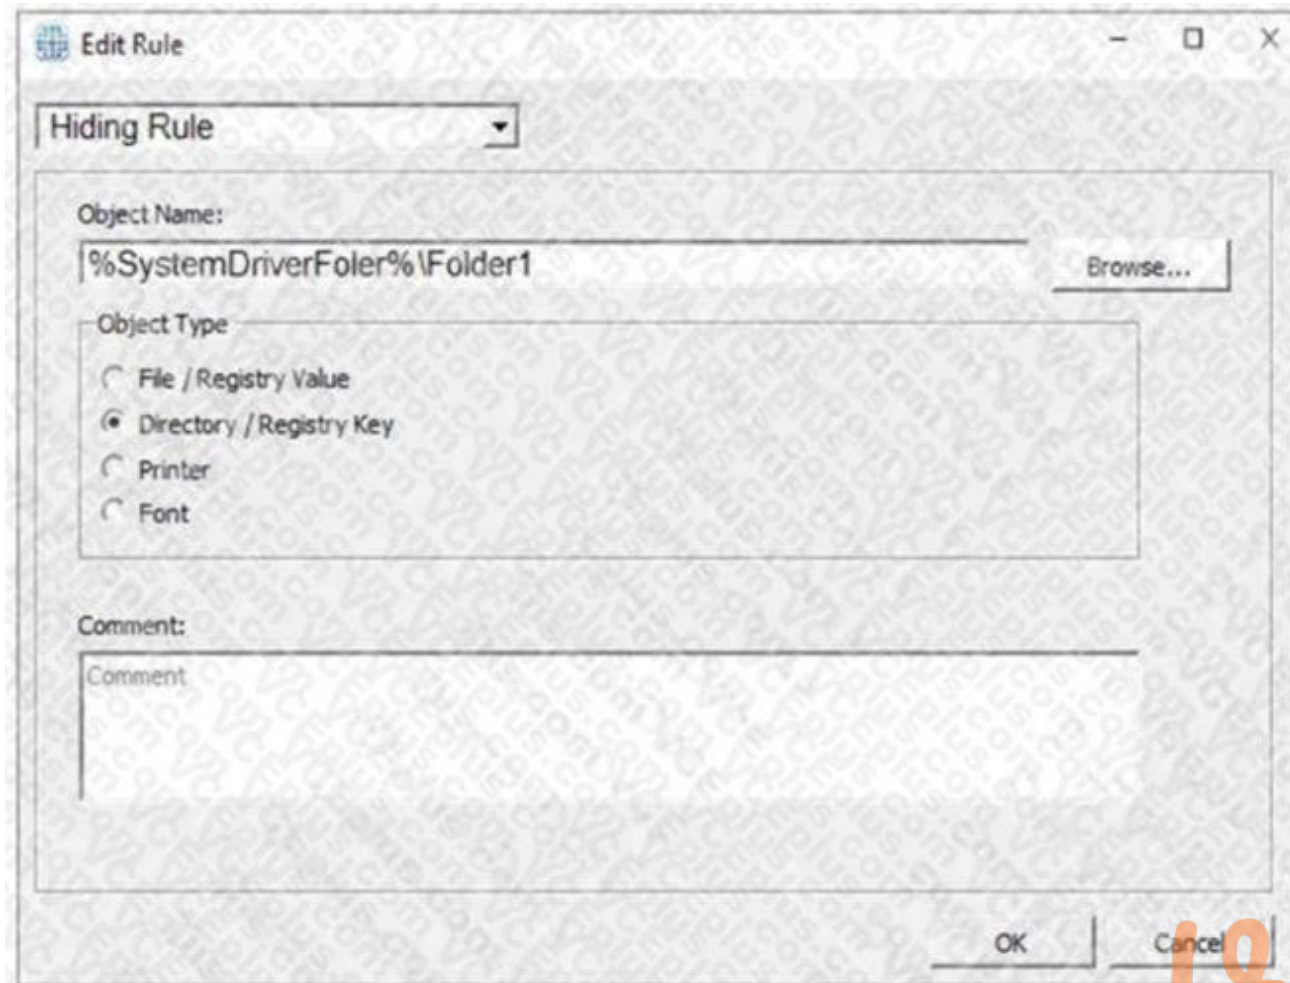 Edit Rule
Hiding Rule
Object Name:
%SystemDriverFoler%\Folder1
Browse...
Object Type
File / Registry Value
Directory / Registry Key
Printer
Font
Comment:
Comment
OK
Cancel